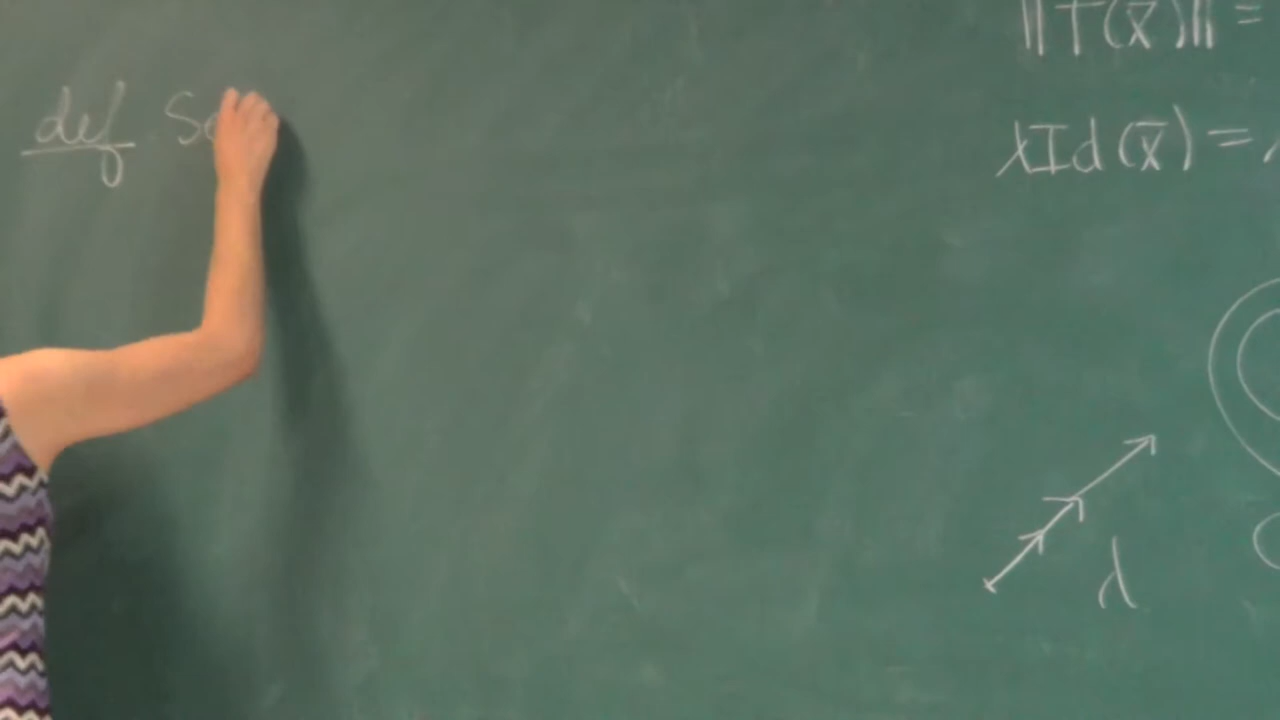 def. S
‖T(x̄)‖ =
λId(x̄) =
λ